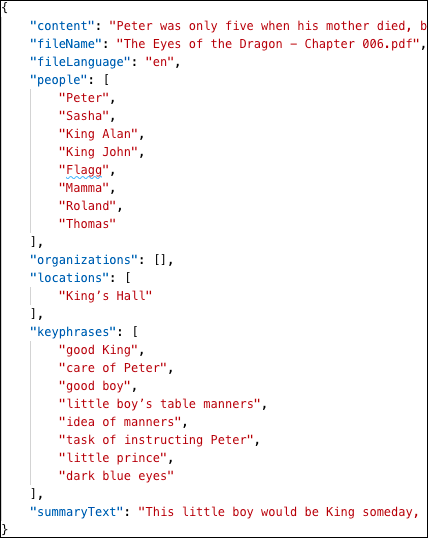 {
"content": "Peter was only five when his mother died, b
"fileName": "The Eyes of the Dragon – Chapter 006.pdf",
"fileLanguage": "en",
"people": [
"Peter",
"Sasha",
"King Alan",
"King John",
"Flagg",
"Mamma",
"Roland",
"Thomas"
],
"organizations": [],
"locations": [
"King’s Hall"
],
"keyphrases": [
"good King",
"care of Peter",
"good boy",
"little boy’s table manners",
"idea of manners",
"task of instructing Peter",
"little prince",
"dark blue eyes"
],
"summaryText": "This little boy would be King someday,
}